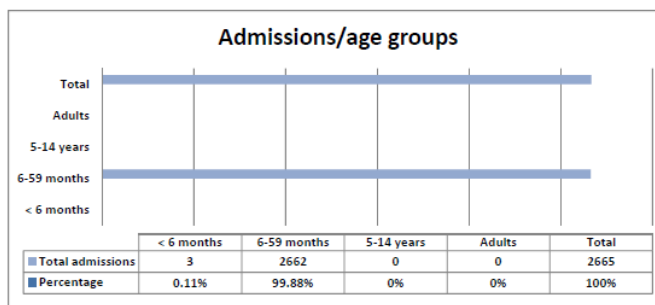 Admissions/age groups
Total
Adults
5-14 years
6-59 months
< 6 months
< 6 months 6-59 months 5-14 years Adults Total
Total admissions 3 2662 0 0 2665
Percentage 0.11% 99.88% 0% 0% 100%